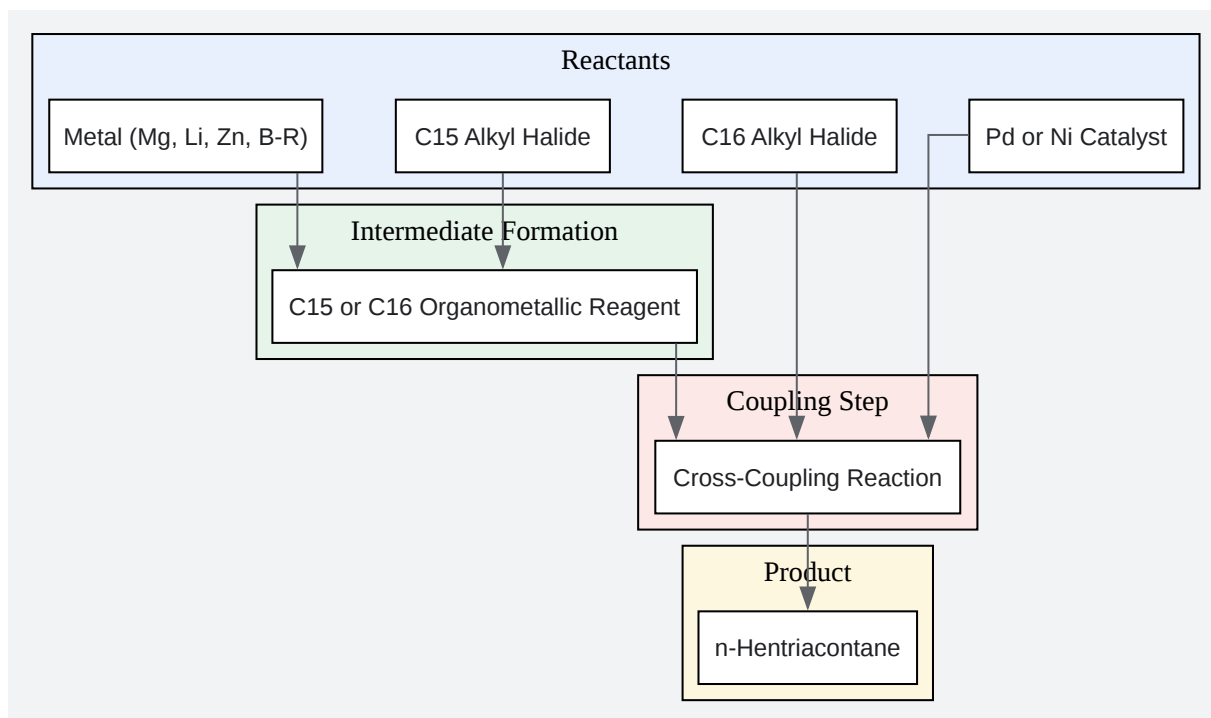 Reactants
Metal (Mg, Li, Zn, B-R)
C15 Alkyl Halide
C16 Alkyl Halide
Pd or Ni Catalyst
Intermediate Formation
C15 or C16 Organometallic Reagent
Coupling Step
Cross-Coupling Reaction
Product
n-Hentriacontane